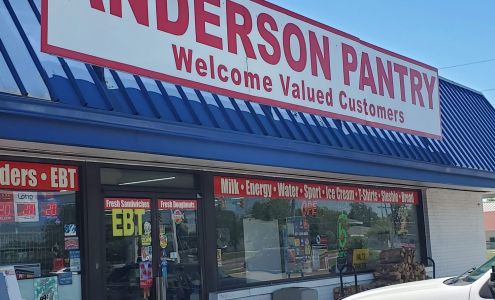 ANDERSON PANTRY
Welcome Valued Customers
ders • EBT
Fresh Sandwiches Fresh Doughnuts
Milk • Energy • Water • Sport • Ice Cream • T-Shirts • Slushie • Bread
EBT
OPEN